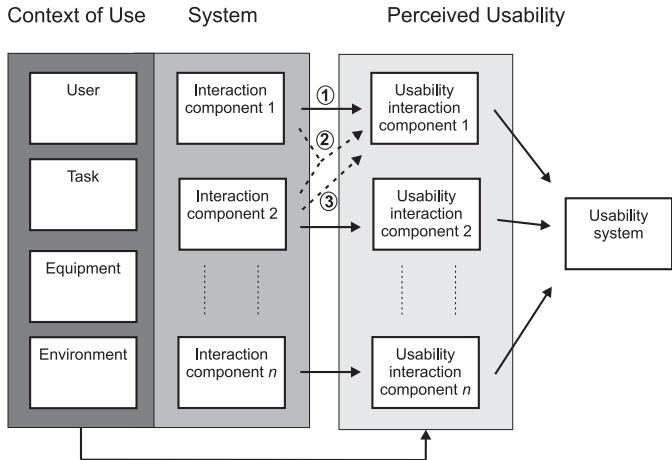 Context of Use
System
Perceived Usability
User
Task
Equipment
Environment
Interaction
component 1
Interaction
component 2
Interaction
component n
1
2
3
Usability
interaction
component 1
Usability
interaction
component 2
Usability
interaction
component n
Usability
system